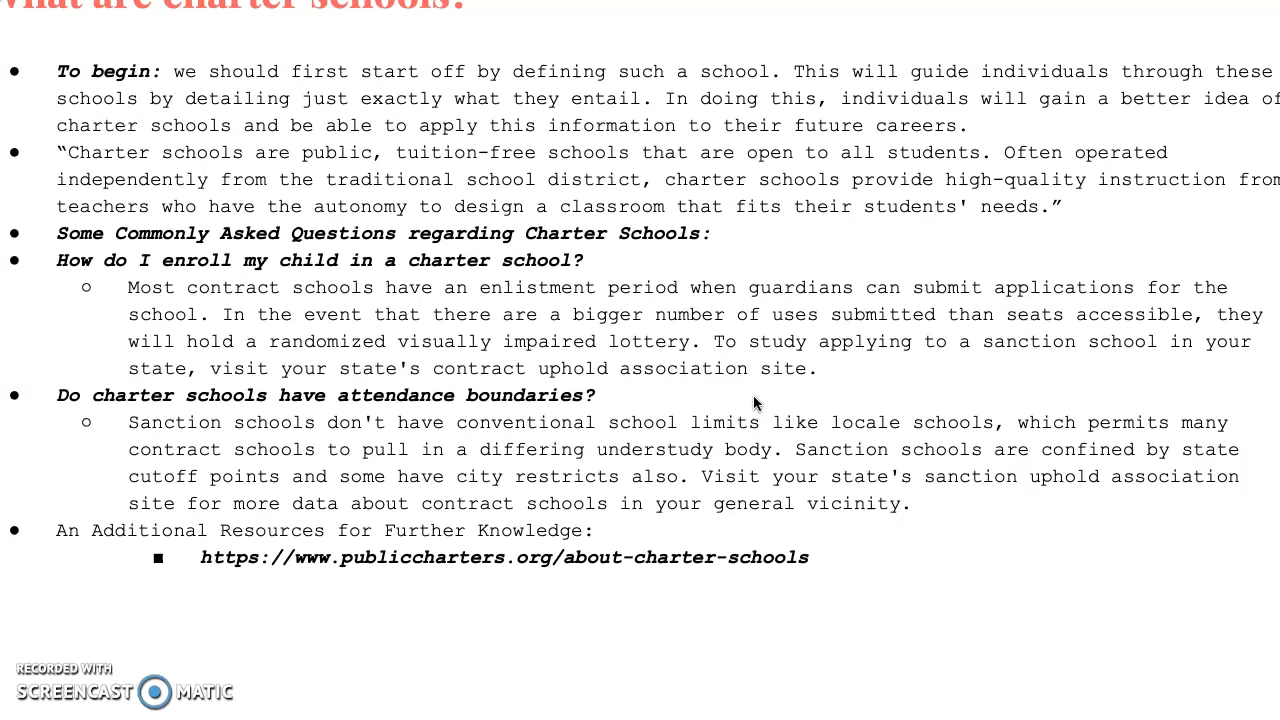 What are charter schools?
● To begin: we should first start off by defining such a school. This will guide individuals through these
schools by detailing just exactly what they entail. In doing this, individuals will gain a better idea of
charter schools and be able to apply this information to their future careers.
● “Charter schools are public, tuition-free schools that are open to all students. Often operated
independently from the traditional school district, charter schools provide high-quality instruction from
teachers who have the autonomy to design a classroom that fits their students' needs.”
● Some Commonly Asked Questions regarding Charter Schools:
● How do I enroll my child in a charter school?
○ Most contract schools have an enlistment period when guardians can submit applications for the
school. In the event that there are a bigger number of uses submitted than seats accessible, they
will hold a randomized visually impaired lottery. To study applying to a sanction school in your
state, visit your state's contract uphold association site.
● Do charter schools have attendance boundaries?
○ Sanction schools don't have conventional school limits like locale schools, which permits many
contract schools to pull in a differing understudy body. Sanction schools are confined by state
cutoff points and some have city restricts also. Visit your state's sanction uphold association
site for more data about contract schools in your general vicinity.
● An Additional Resources for Further Knowledge:
■ https://www.publiccharters.org/about-charter-schools
RECORDED WITH
SCREENCAST MATIC